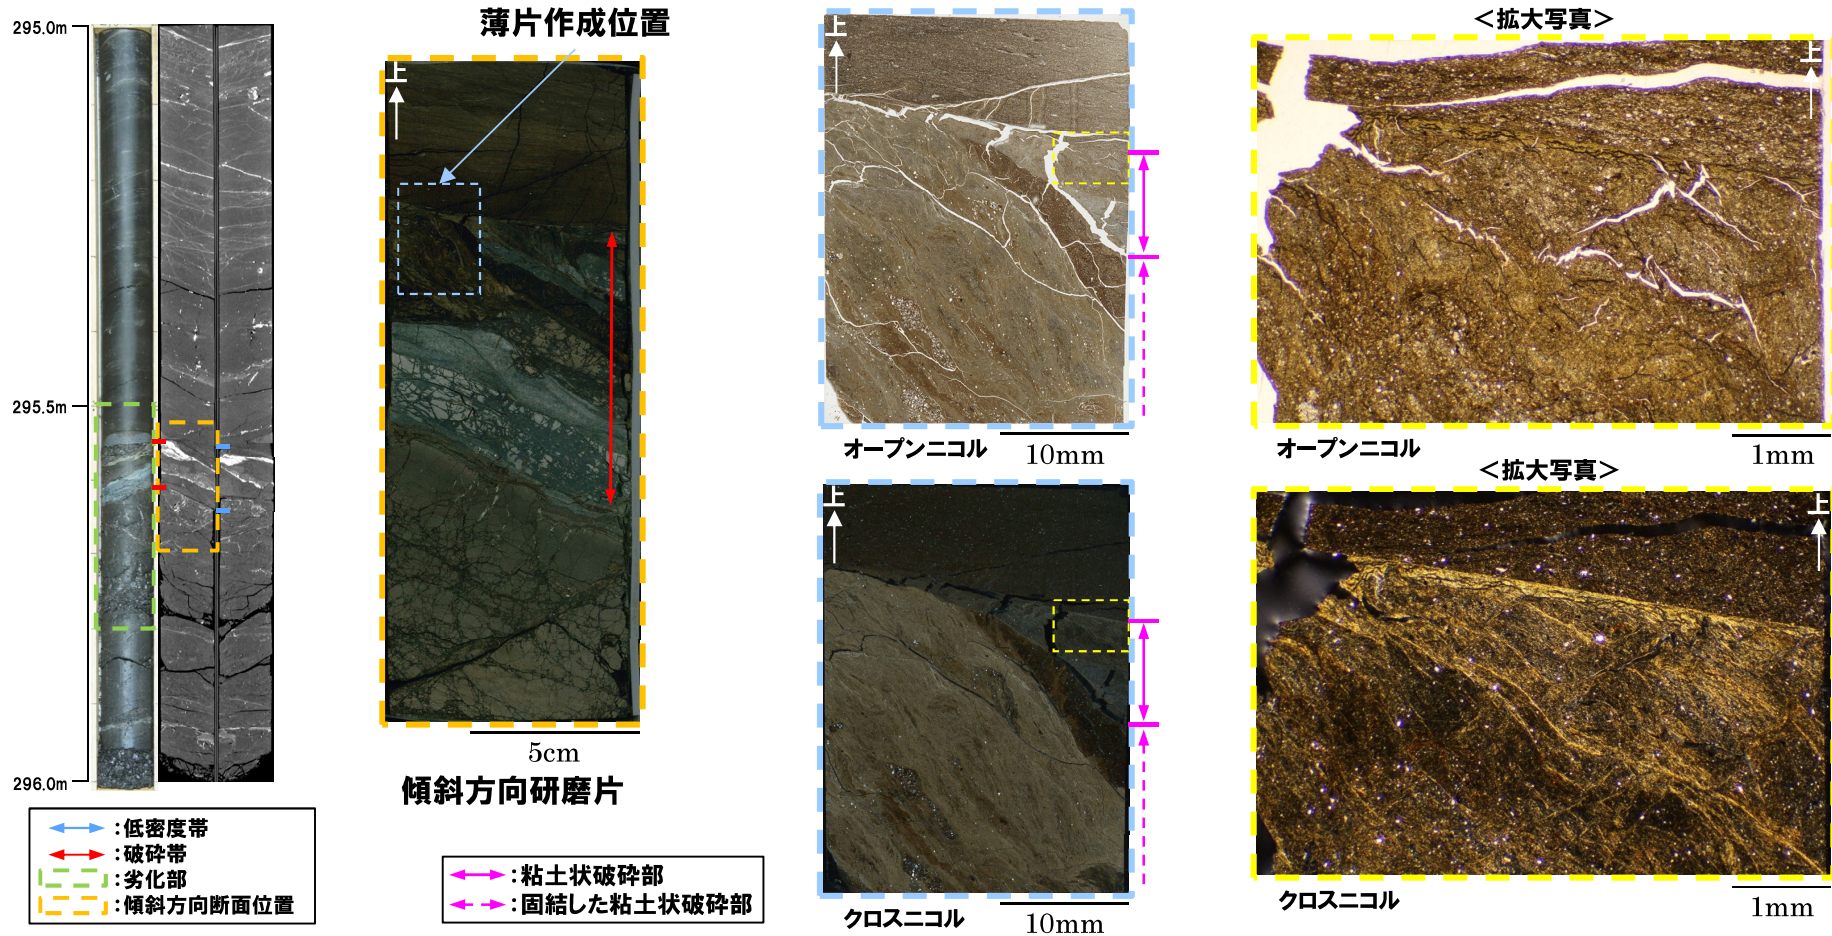 295.0m
295.5m
296.0m
:低密度帯
:破砕帯
:劣化部
:傾斜方向断面位置
薄片作成位置
上
5cm
傾斜方向研磨片
:粘土状破砕部
:固結した粘土状破砕部
上
オープンニコル
10mm
上
クロスニコル
10mm
＜拡大写真＞
上
オープンニコル
1mm
＜拡大写真＞
上
クロスニコル
1mm